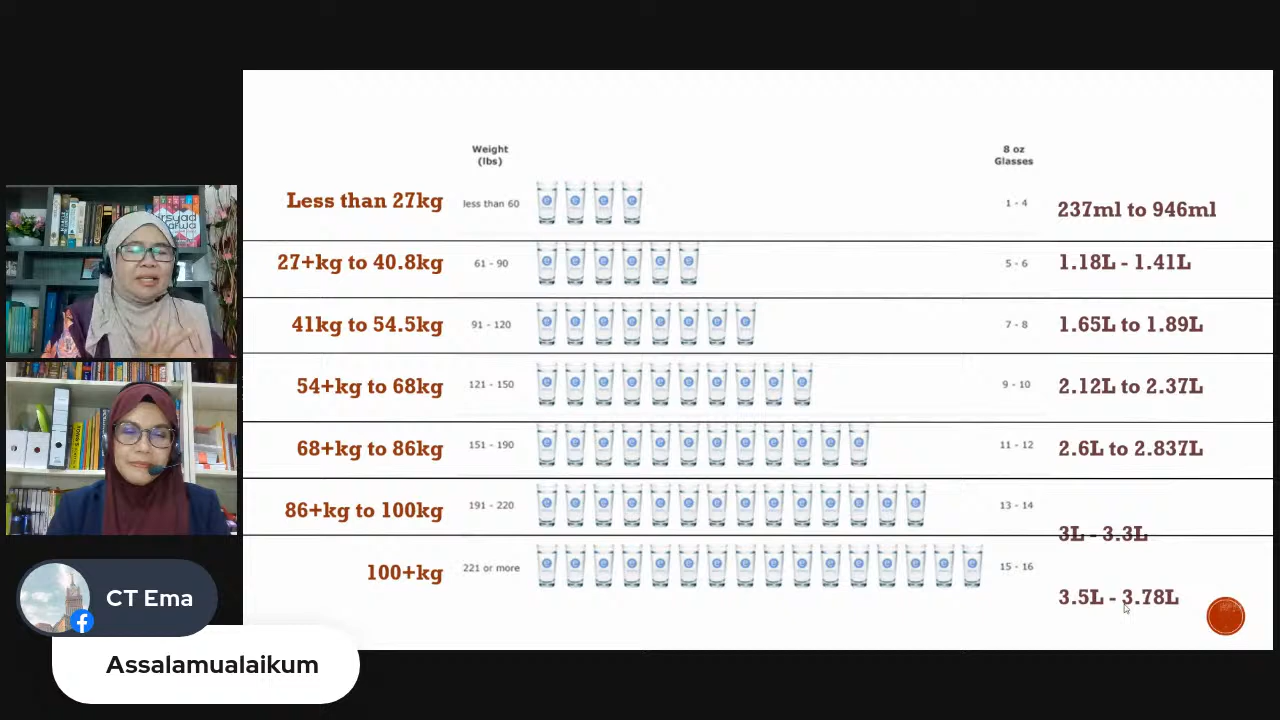 Weight
(lbs)
8 oz
Glasses
Less than 27kg less than 60 1 - 4 237ml to 946ml
27+kg to 40.8kg 61 - 90 5 - 6 1.18L - 1.41L
41kg to 54.5kg 91 - 120 7 - 8 1.65L to 1.89L
54+kg to 68kg 121 - 150 9 - 10 2.12L to 2.37L
68+kg to 86kg 151 - 190 11 - 12 2.6L to 2.837L
86+kg to 100kg 191 - 220 13 - 14 3L - 3.3L
100+kg 221 or more 15 - 16 3.5L - 3.78L
CT Ema
Assalamualaikum